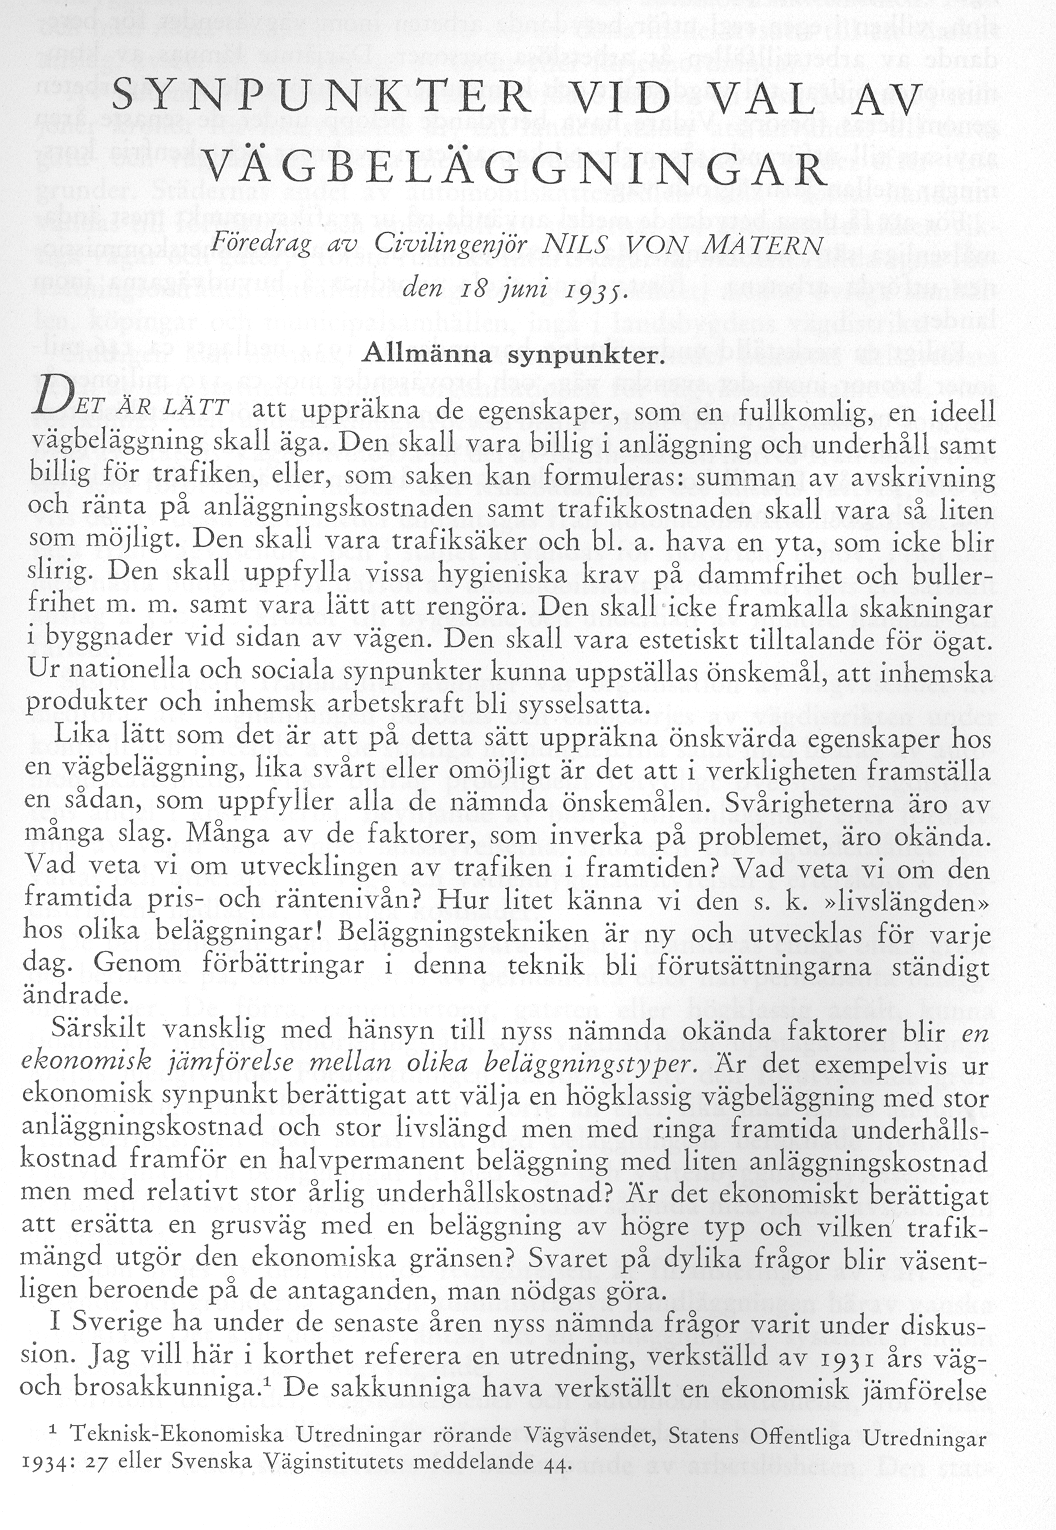 SYNPUNKTER VID VAL AV
VÄGBELÄGGNINGAR
Föredrag av Civilingenjör NILS VON MATERN
den 18 juni 1935.
Allmänna synpunkter.
DET ÄR LÄTT att uppräkna de egenskaper, som en fullkomlig, en ideell
vägbeläggning skall äga. Den skall vara billig i anläggning och underhåll samt
billig för trafiken, eller, som saken kan formuleras: summan av avskrivning
och ränta på anläggningskostnaden samt trafikkostnaden skall vara så liten
som möjligt. Den skall vara trafiksäker och bl. a. hava en yta, som icke blir
slirig. Den skall uppfylla vissa hygieniska krav på dammfrihet och buller-
frihet m. m. samt vara lätt att rengöra. Den skall icke framkalla skakningar
i byggnader vid sidan av vägen. Den skall vara estetiskt tilltalande för ögat.
Ur nationella och sociala synpunkter kunna uppställas önskemål, att inhemska
produkter och inhemsk arbetskraft bli sysselsatta.
Lika lätt som det är att på detta sätt uppräkna önskvärda egenskaper hos
en vägbeläggning, lika svårt eller omöjligt är det att i verkligheten framställa
en sådan, som uppfyller alla de nämnda önskemålen. Svårigheterna äro av
många slag. Många av de faktorer, som inverka på problemet, äro okända.
Vad veta vi om utvecklingen av trafiken i framtiden? Vad veta vi om den
framtida pris- och räntenivån? Hur litet känna vi den s. k. »livslängden»
hos olika beläggningar! Beläggningstekniken är ny och utvecklas för varje
dag. Genom förbättringar i denna teknik bli förutsättningarna ständigt
ändrade.
Särskilt vansklig med hänsyn till nyss nämnda okända faktorer blir en
ekonomisk jämförelse mellan olika beläggningstyper. Är det exempelvis ur
ekonomisk synpunkt berättigat att välja en högklassig vägbeläggning med stor
anläggningskostnad och stor livslängd men med ringa framtida underhålls-
kostnad framför en halvpermanent beläggning med liten anläggningskostnad
men med relativt stor årlig underhållskostnad? Är det ekonomiskt berättigat
att ersätta en grusväg med en beläggning av högre typ och vilken trafik-
mängd utgör den ekonomiska gränsen? Svaret på dylika frågor blir väsent-
ligen beroende på de antaganden, man nödgas göra.
I Sverige ha under de senaste åren nyss nämnda frågor varit under diskus-
sion. Jag vill här i korthet referera en utredning, verkställd av 1931 års väg-
och brosakkunniga.¹ De sakkunniga hava verkställt en ekonomisk jämförelse
¹ Teknisk-Ekonomiska Utredningar rörande Vägväsendet, Statens Offentliga Utredningar
1934: 27 eller Svenska Väginstitutets meddelande 44.